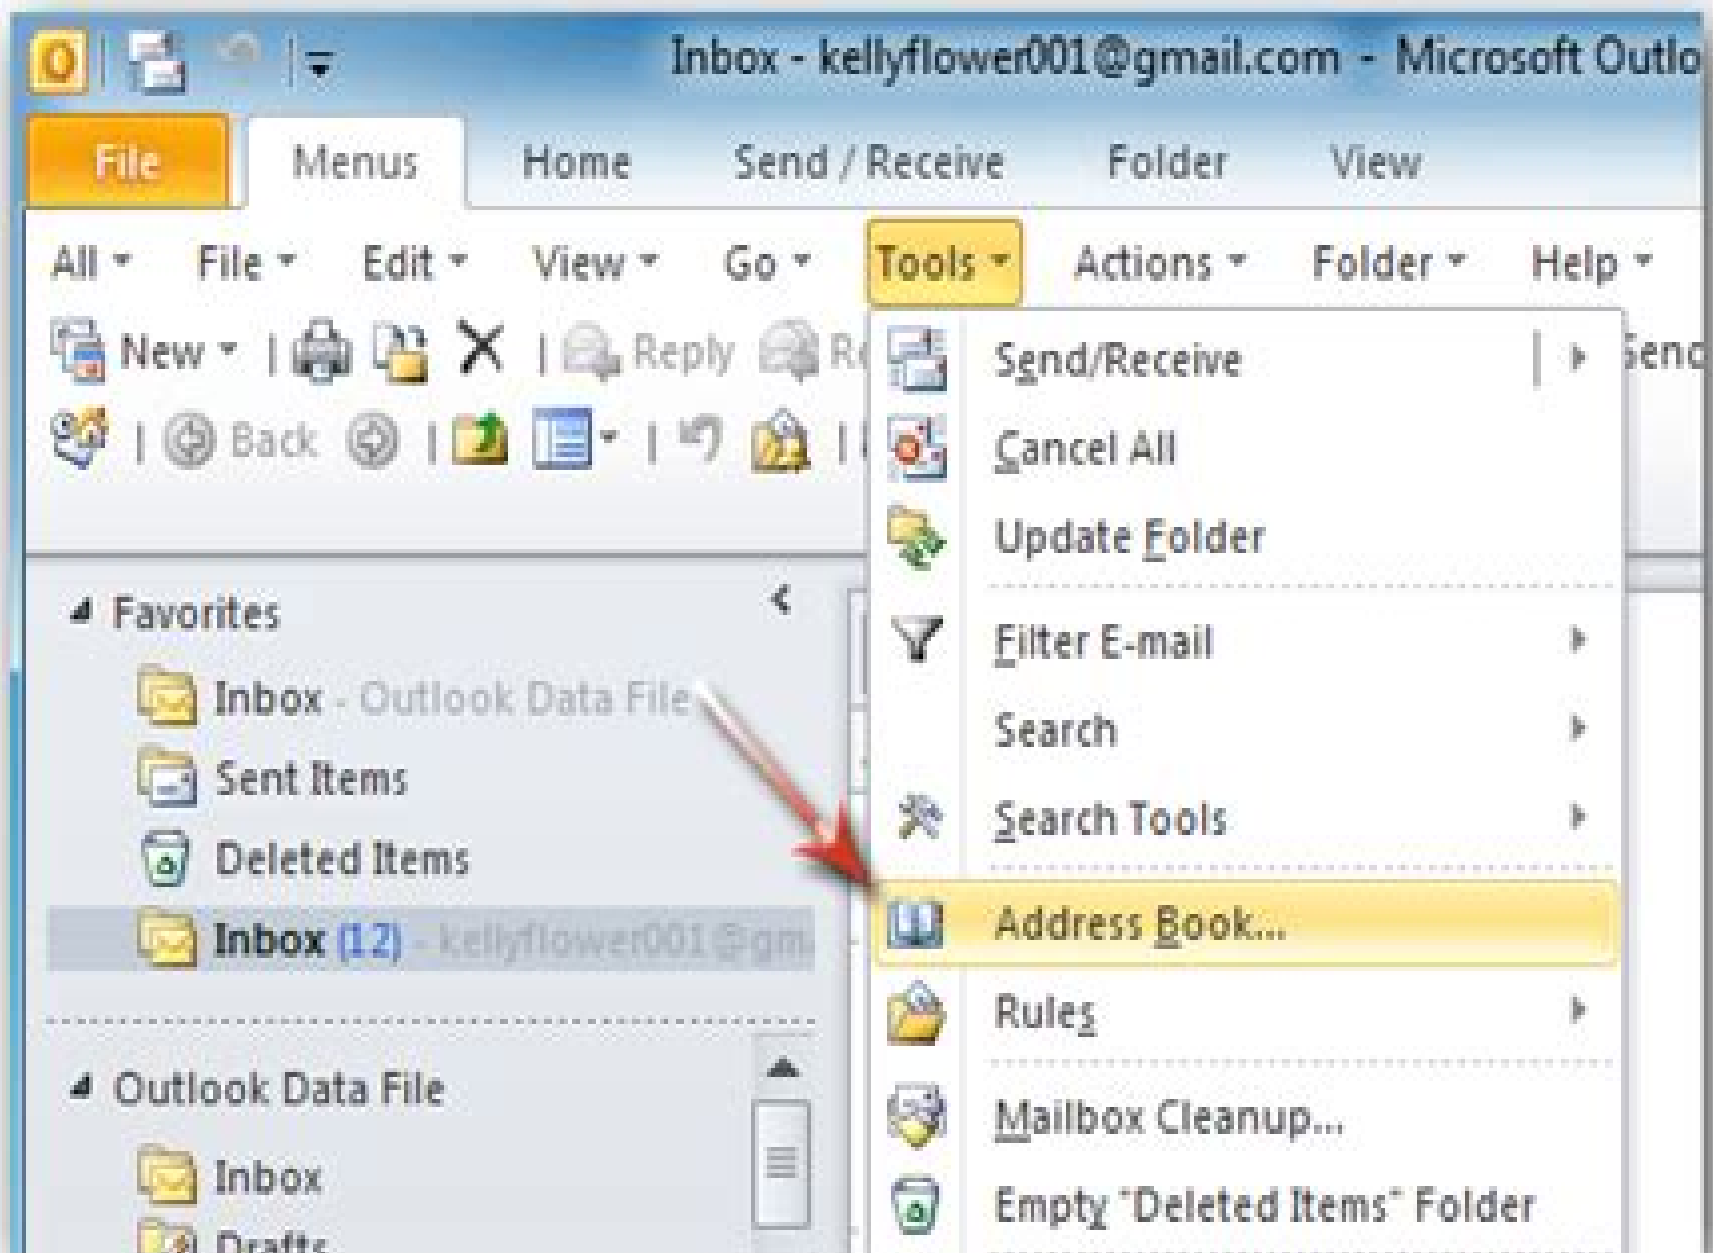 Inbox - kellyflower001@gmail.com - Microsoft Outlo
File Menus Home Send / Receive Folder View
All File Edit View Go Tools Actions Folder Help
New Reply
Back
Send/Receive
Cancel All
Update Folder
Filter E-mail
Search
Search Tools
Address Book...
Rules
Mailbox Cleanup...
Empty "Deleted Items" Folder
Favorites
Inbox - Outlook Data File
Sent Items
Deleted Items
Inbox (12) - kellyflower001@gm
Outlook Data File
Inbox
Drafts